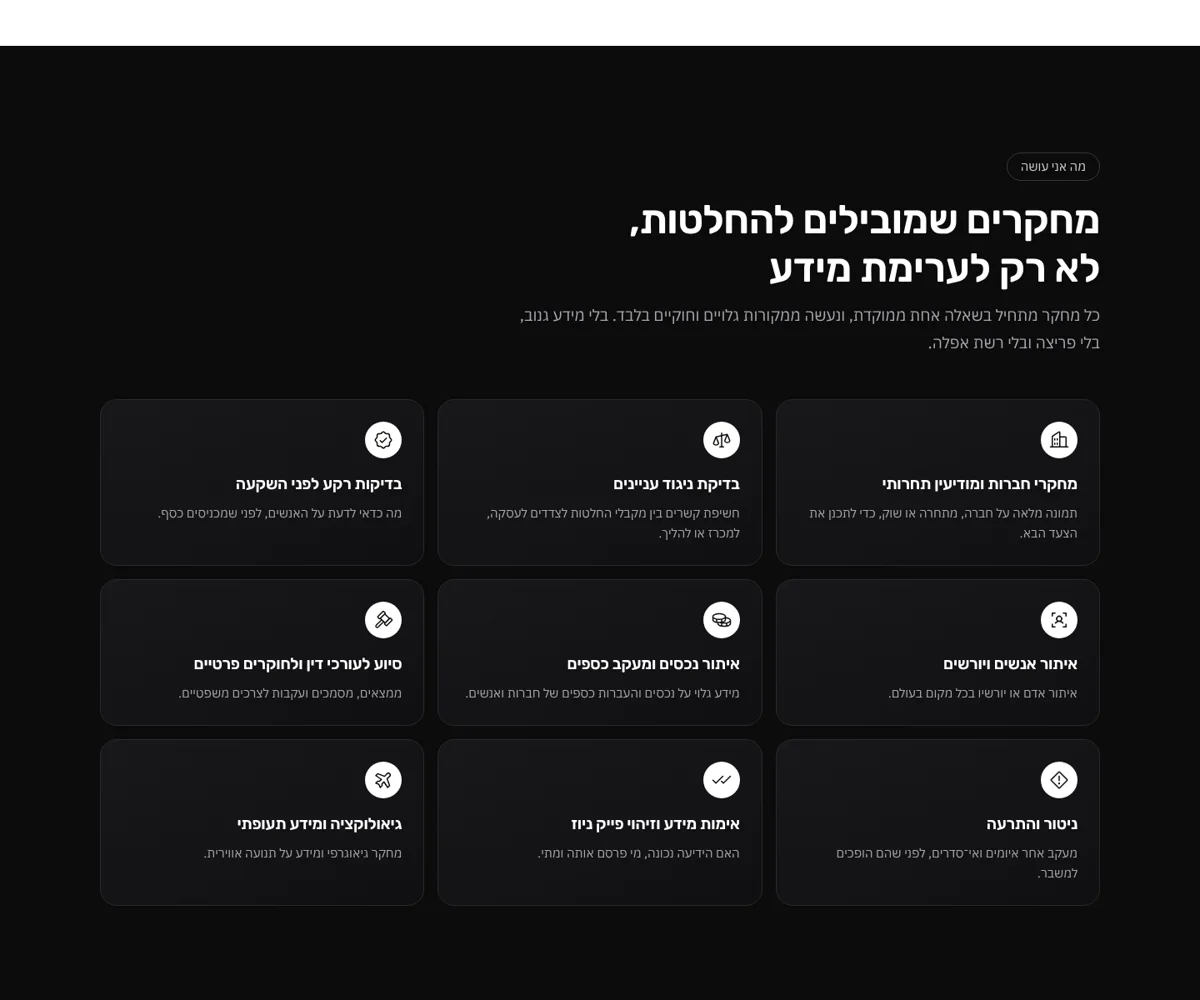 מה אני עושה
מחקרים שמובילים להחלטות,
לא רק לערימת מידע
כל מחקר מתחיל בשאלה אחת ממוקדת, ונעשה ממקורות גלויים וחוקיים בלבד. בלי מידע גנוב,
בלי פריצה ובלי רשת אפלה.
מחקרי חברות ומודיעין תחרותי
תמונה מלאה על חברה, מתחרה או שוק, כדי לתכנן את
הצעד הבא.
בדיקת ניגוד עניינים
חשיפת קשרים בין מקבלי החלטות לצדדים לעסקה,
למכרז או להליך.
בדיקות רקע לפני השקעה
מה כדאי לדעת על האנשים, לפני שמכניסים כסף.
איתור אנשים ויורשים
איתור אדם או יורשיו בכל מקום בעולם.
איתור נכסים ומעקב כספים
מידע גלוי על נכסים והעברות כספים של חברות ואנשים.
סיוע לעורכי דין ולחוקרים פרטיים
ממצאים, מסמכים ועקבות לצרכים משפטיים.
ניטור והתרעה
מעקב אחר איומים ואי־סדרים, לפני שהם הופכים
למשבר.
אימות מידע וזיהוי פייק ניוז
האם הידיעה נכונה, מי פרסם אותה ומתי.
גיאולוקציה ומידע תעופתי
מחקר גיאוגרפי ומידע על תנועה אווירית.